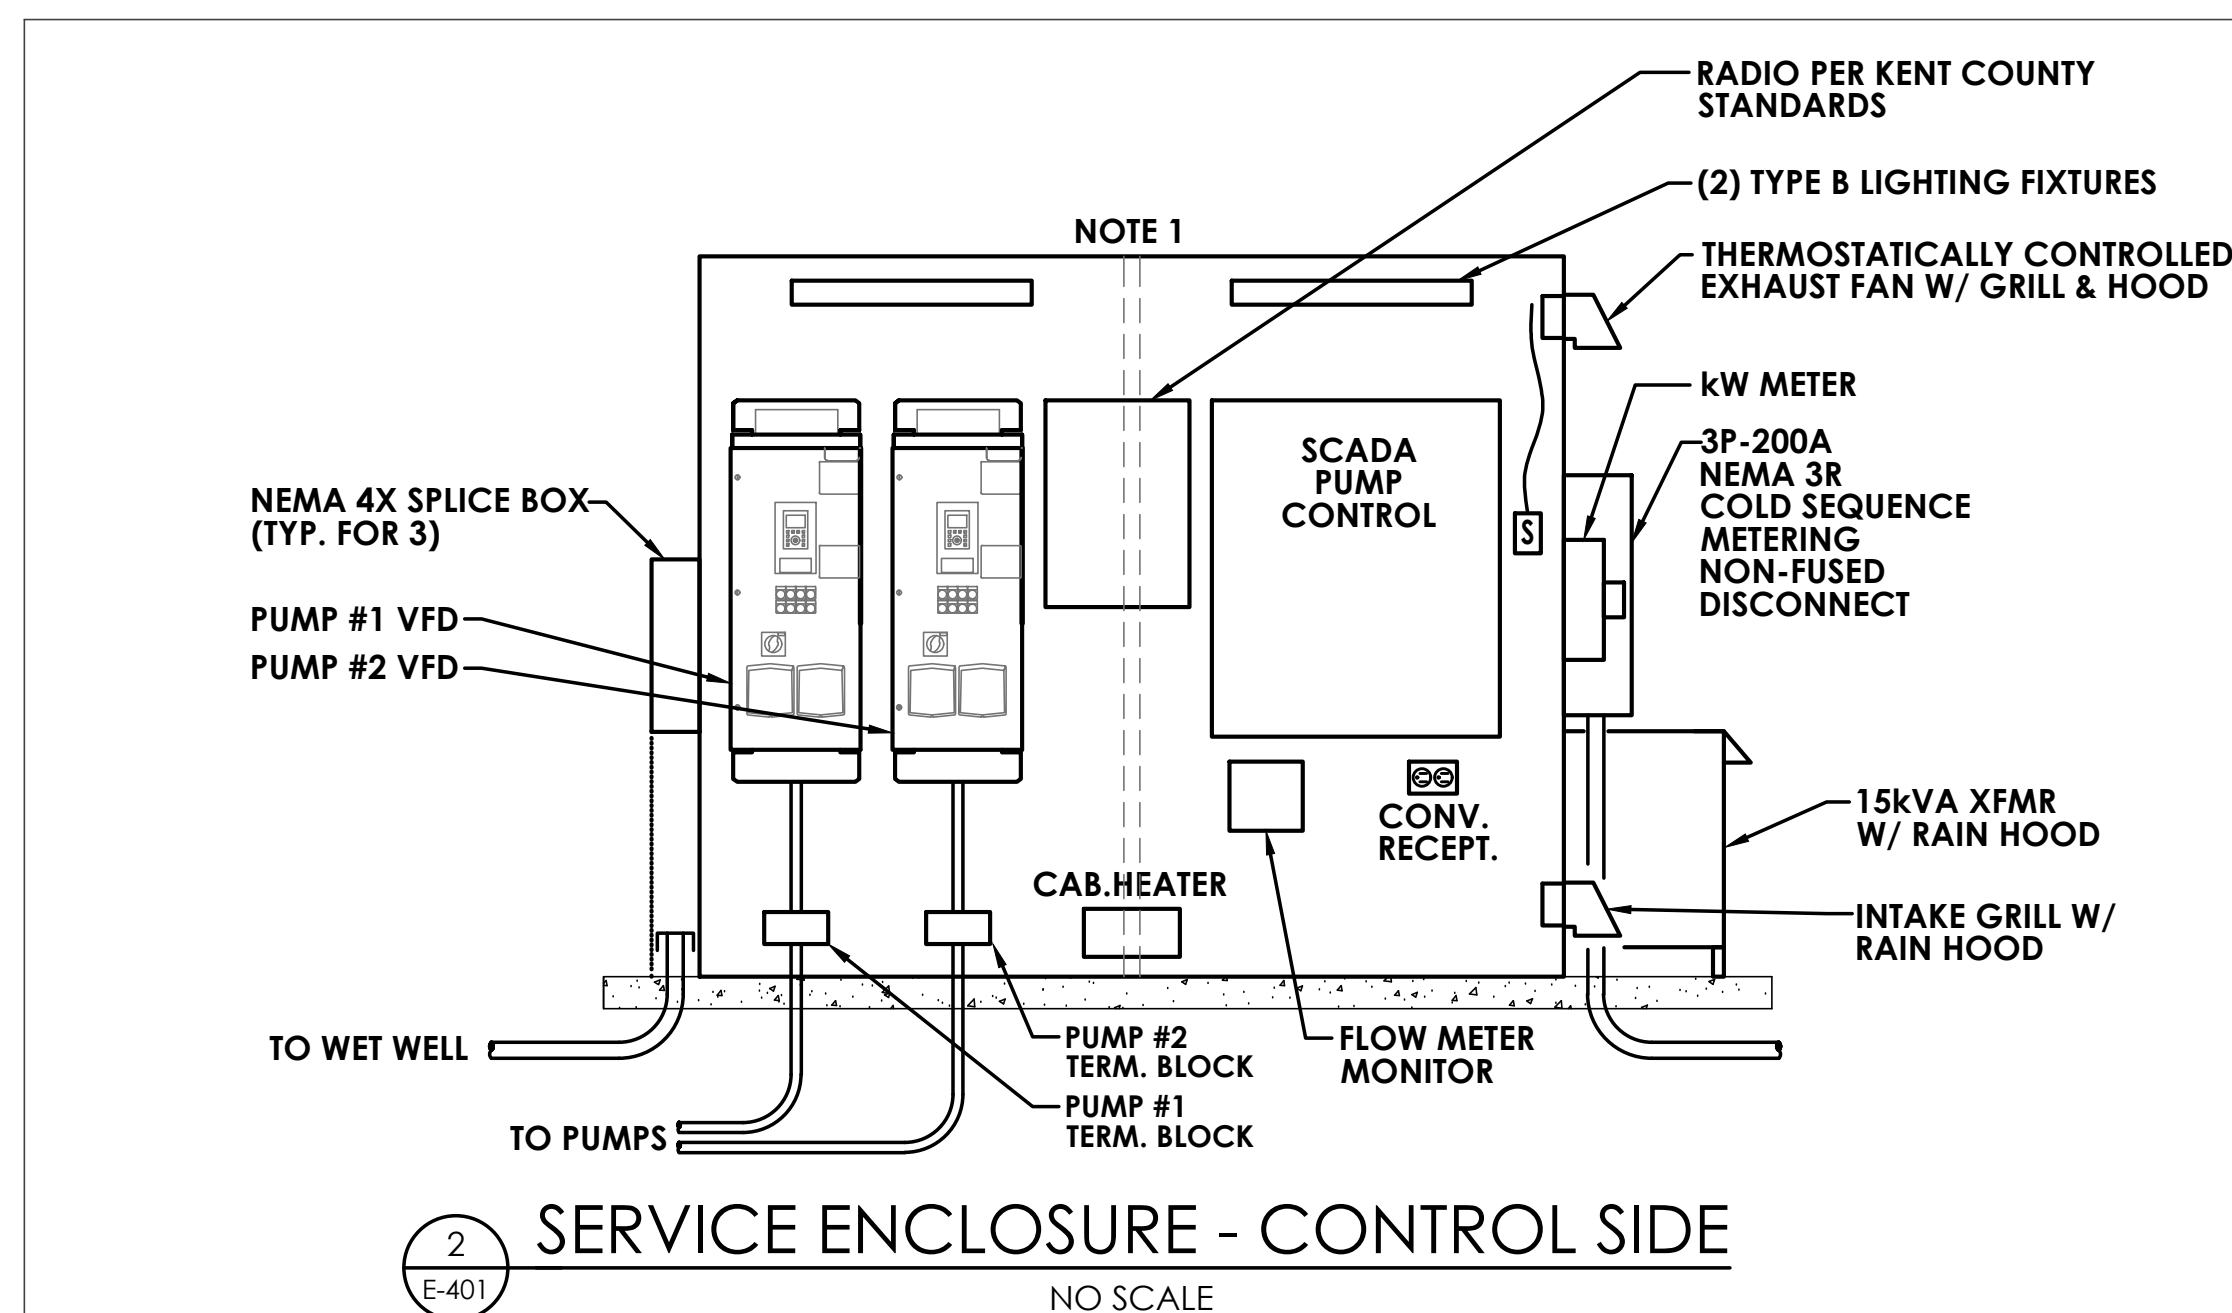 RADIO PER KENT COUNTY
STANDARDS
(2) TYPE B LIGHTING FIXTURES
NOTE 1
THERMOSTATICALLY CONTROLLED
EXHAUST FAN W/ GRILL & HOOD
kW METER
3P-200A
NEMA 3R
COLD SEQUENCE
METERING
NON-FUSED
DISCONNECT
SCADA
PUMP
CONTROL
S
NEMA 4X SPLICE BOX
(TYP. FOR 3)
PUMP #1 VFD
PUMP #2 VFD
CONV.
RECEPT.
15kVA XFMR
W/ RAIN HOOD
CAB.HEATER
INTAKE GRILL W/
RAIN HOOD
TO WET WELL
PUMP #2
TERM. BLOCK
FLOW METER
MONITOR
PUMP #1
TERM. BLOCK
TO PUMPS
2
E-401
SERVICE ENCLOSURE - CONTROL SIDE
NO SCALE